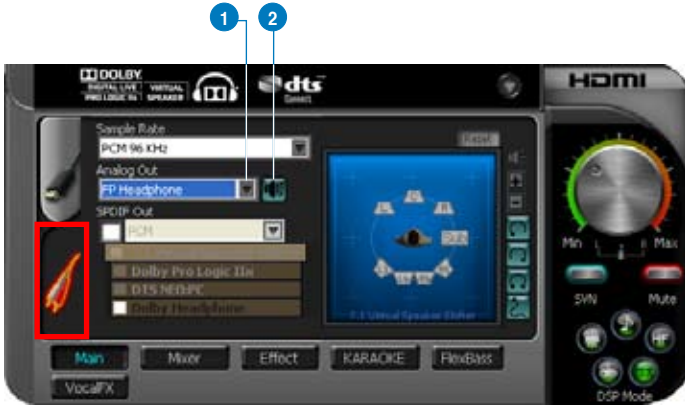 1 2
DOLBY
DIGITAL LIVE VIRTUAL
PRO LOGIC IIx SPEAKER
dts
HDMI
Sample Rate
PCM 96 KHz
Reset
Analog Out
FP Headphone
SPDIF Out
PCM
Dolby Pro Logic IIx
DTS NEO:PC
Dolby Headphone
L C R
Sub
7.1 Virtual Speaker Shifter
Min L R Max
SVN Mute
HF
DSP Mode
Main Mixer Effect KARAOKE FlexBass
VocalFX